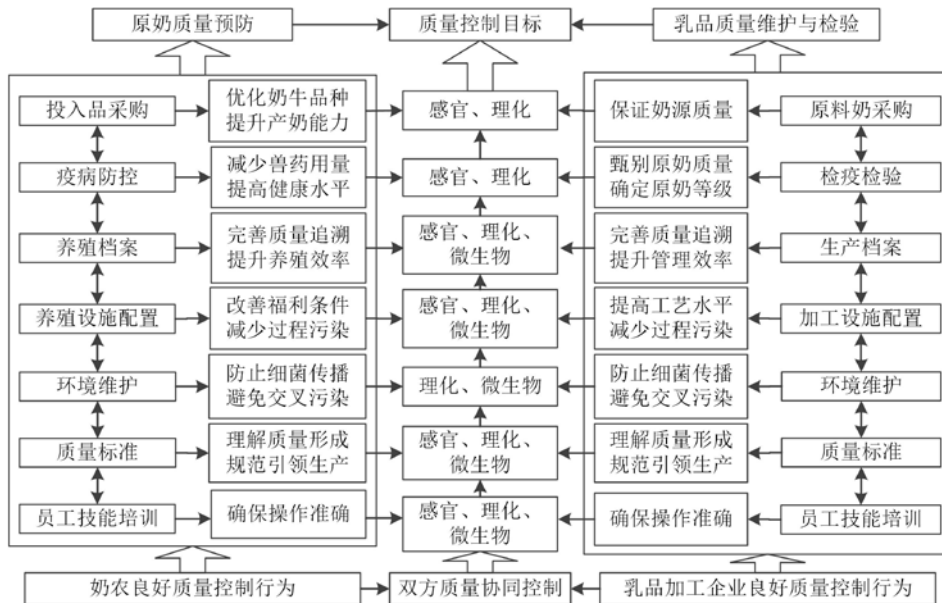 原奶质量预防
质量控制目标
乳品质量维护与检验
投入品采购
优化奶牛品种
提升产奶能力
感官、理化
保证奶源质量
原料奶采购
疫病防控
减少兽药用量
提高健康水平
感官、理化
甄别原奶质量
确定原奶等级
检疫检验
养殖档案
完善质量追溯
提升养殖效率
感官、理化、
微生物
完善质量追溯
提升管理效率
生产档案
养殖设施配置
改善福利条件
减少过程污染
感官、理化、
微生物
提高工艺水平
减少过程污染
加工设施配置
环境维护
防止细菌传播
避免交叉污染
理化、微生物
防止细菌传播
避免交叉污染
环境维护
质量标准
理解质量形成
规范引领生产
感官、理化、
微生物
理解质量形成
规范引领生产
质量标准
员工技能培训
确保操作准确
感官、理化、
微生物
确保操作准确
员工技能培训
奶农良好质量控制行为
双方质量协同控制
乳品加工企业良好质量控制行为